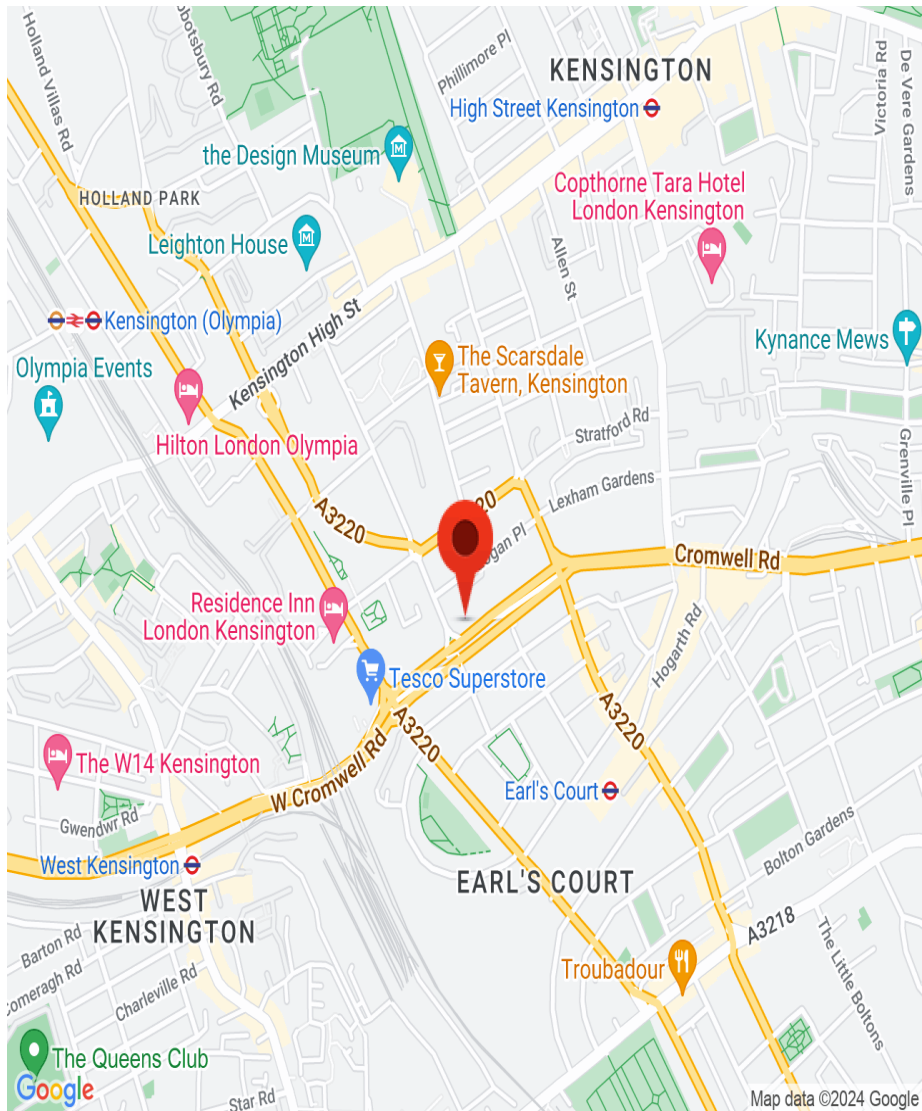 Holland Villas Rd
Abbotsbury Rd
Phillimore Pl
KENSINGTON
High Street Kensington
Victoria Rd
De Vere Gardens
the Design Museum
HOLLAND PARK
Copthorne Tara Hotel
London Kensington
Leighton House
Allen St
Kensington (Olympia)
Kensington High St
Kynance Mews
Olympia Events
The Scarsdale
Tavern, Kensington
Hilton London Olympia
Stratford Rd
Grenville Pl
Lexham Gardens
A3220
20
ogan Pl
Cromwell Rd
Residence Inn
London Kensington
Hogarth Rd
Tesco Superstore
A3220
A3220
The W14 Kensington
W Cromwell Rd
Earl's Court
Gwendwr Rd
Bolton Gardens
West Kensington
EARL'S COURT
WEST
KENSINGTON
A3218
Barton Rd
The Little Boltons
Comeragh Rd
Charleville Rd
Troubadour
The Queens Club
Google
Star Rd
Map data ©2024 Google